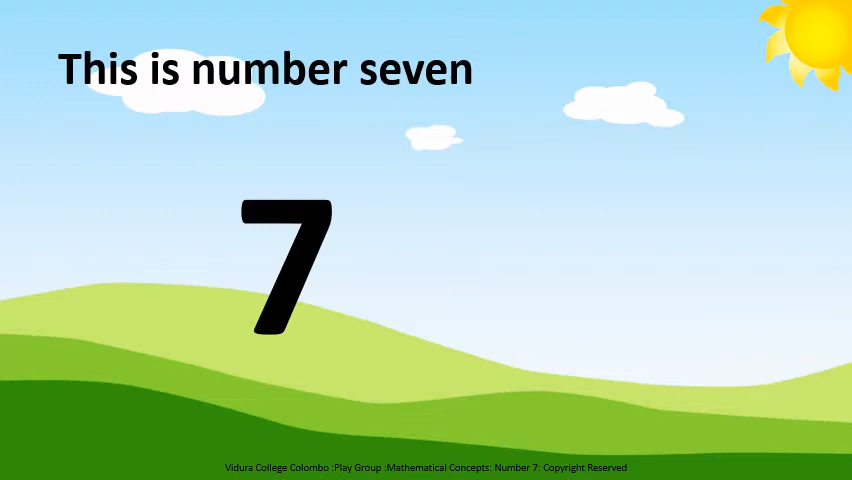 This is number seven
7
Vidura College Colombo :Play Group :Mathematical Concepts: Number 7: Copyright Reserved